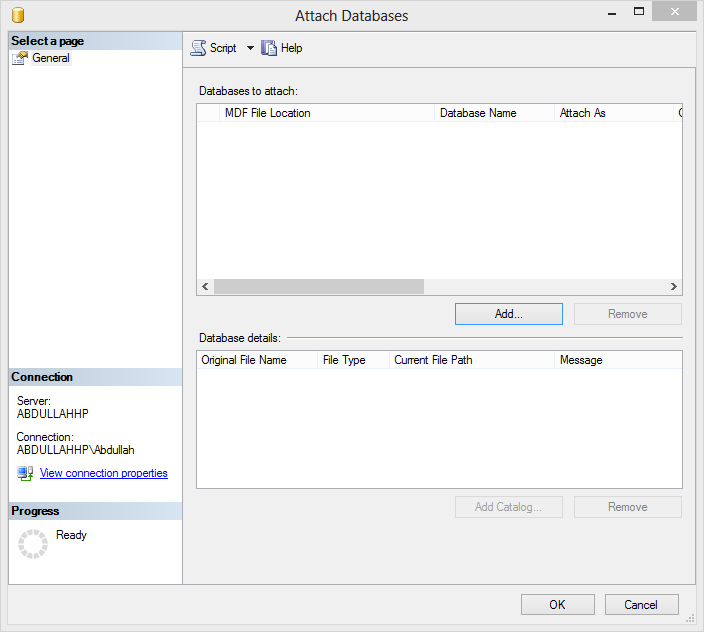 Attach Databases
Select a page
General
Script Help
Databases to attach:
MDF File Location Database Name Attach As
Add... Remove
Database details:
Original File Name File Type Current File Path Message
Add Catalog... Remove
Connection
Server:
ABDULLAHHP
Connection:
ABDULLAHHP\Abdullah
View connection properties
Progress
Ready
OK Cancel